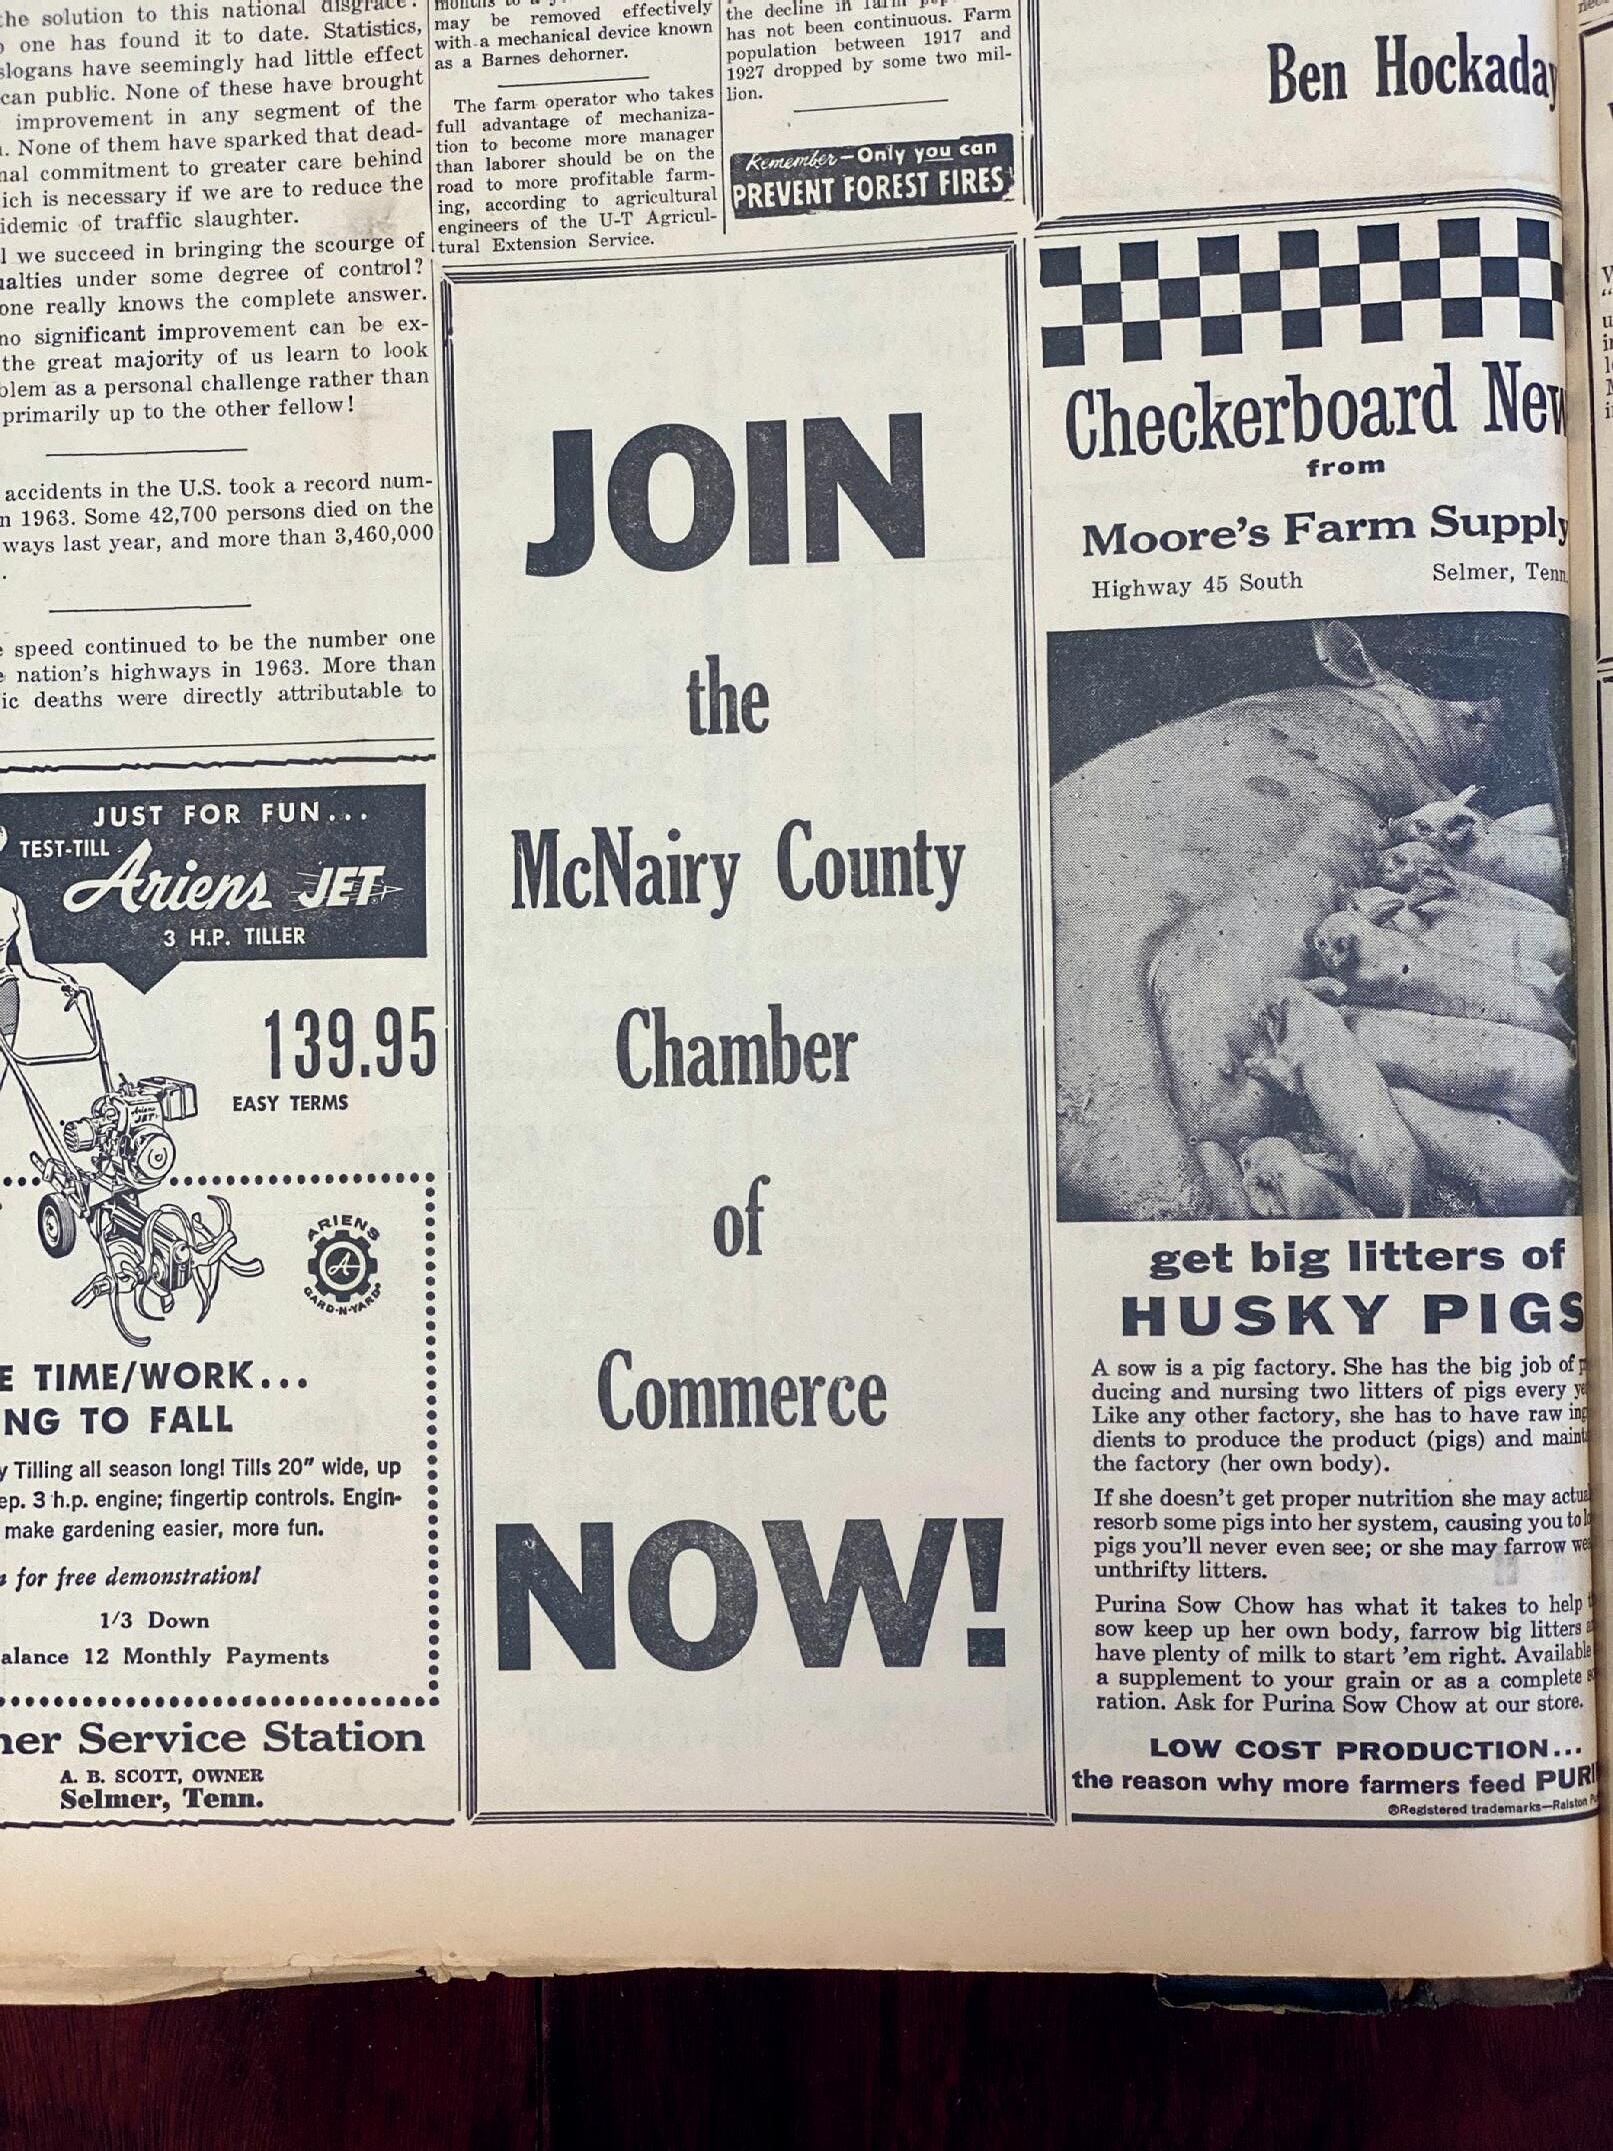 the solution to this national disgrace.
one has found it to date. Statistics,
slogans have seemingly had little effect
can public. None of these have brought
improvement in any segment of the
None of them have sparked that dead-
commitment to greater care behind
which is necessary if we are to reduce the
of traffic slaughter.
we succeed in bringing the scourge of
under some degree of control?
one really knows the complete answer.
no significant improvement can be ex-
the great majority of us learn to look
as a personal challenge rather than
primarily up to the other fellow!
accidents in the U.S. took a record num-
in 1963. Some 42,700 persons died on the
ways last year, and more than 3,460,000
speed continued to be the number one
nation's highways in 1963. More than
deaths were directly attributable to
JUST FOR FUN...
TEST-TILL
Ariens JET
3 H.P. TILLER
139.95
EASY TERMS
Ariens
JET
ARIENS
A
GARD-N-YARD
TIME/WORK...
TO FALL
Tilling all season long! Tills 20" wide, up
3 h.p. engine; fingertip controls. Engin-
make gardening easier, more fun.
for free demonstration!
1/3 Down
alance 12 Monthly Payments
Service Station
A. B. SCOTT, OWNER
Selmer, Tenn.
may be removed effectively
with a mechanical device known
as a Barnes dehorner.
The farm operator who takes
full advantage of mechaniza-
tion to become more manager
than laborer should be on the
road to more profitable farm-
ing, according to agricultural
engineers of the U-T Agricul-
tural Extension Service.
the decline in farm
has not been continuous. Farm
population between 1917 and
1927 dropped by some two mil-
lion.
Remember—Only you can
PREVENT FOREST FIRES!
JOIN
the
McNairy County
Chamber
of
Commerce
NOW!
Ben Hockaday
Checkerboard New
from
Moore's Farm Supply
Highway 45 South Selmer, Tenn.
get big litters of
HUSKY PIGS
A sow is a pig factory. She has the big job of
ducing and nursing two litters of pigs every
Like any other factory, she has to have raw ing
dients to produce the product (pigs) and maint
the factory (her own body).
If she doesn't get proper nutrition she may actua
resorb some pigs into her system, causing you to
pigs you'll never even see; or she may farrow
unthrifty litters.
Purina Sow Chow has what it takes to help
sow keep up her own body, farrow big litters
have plenty of milk to start 'em right. Available
a supplement to your grain or as a complete
ration. Ask for Purina Sow Chow at our store.
LOW COST PRODUCTION...
the reason why more farmers feed PURI
®Registered trademarks—Ralston